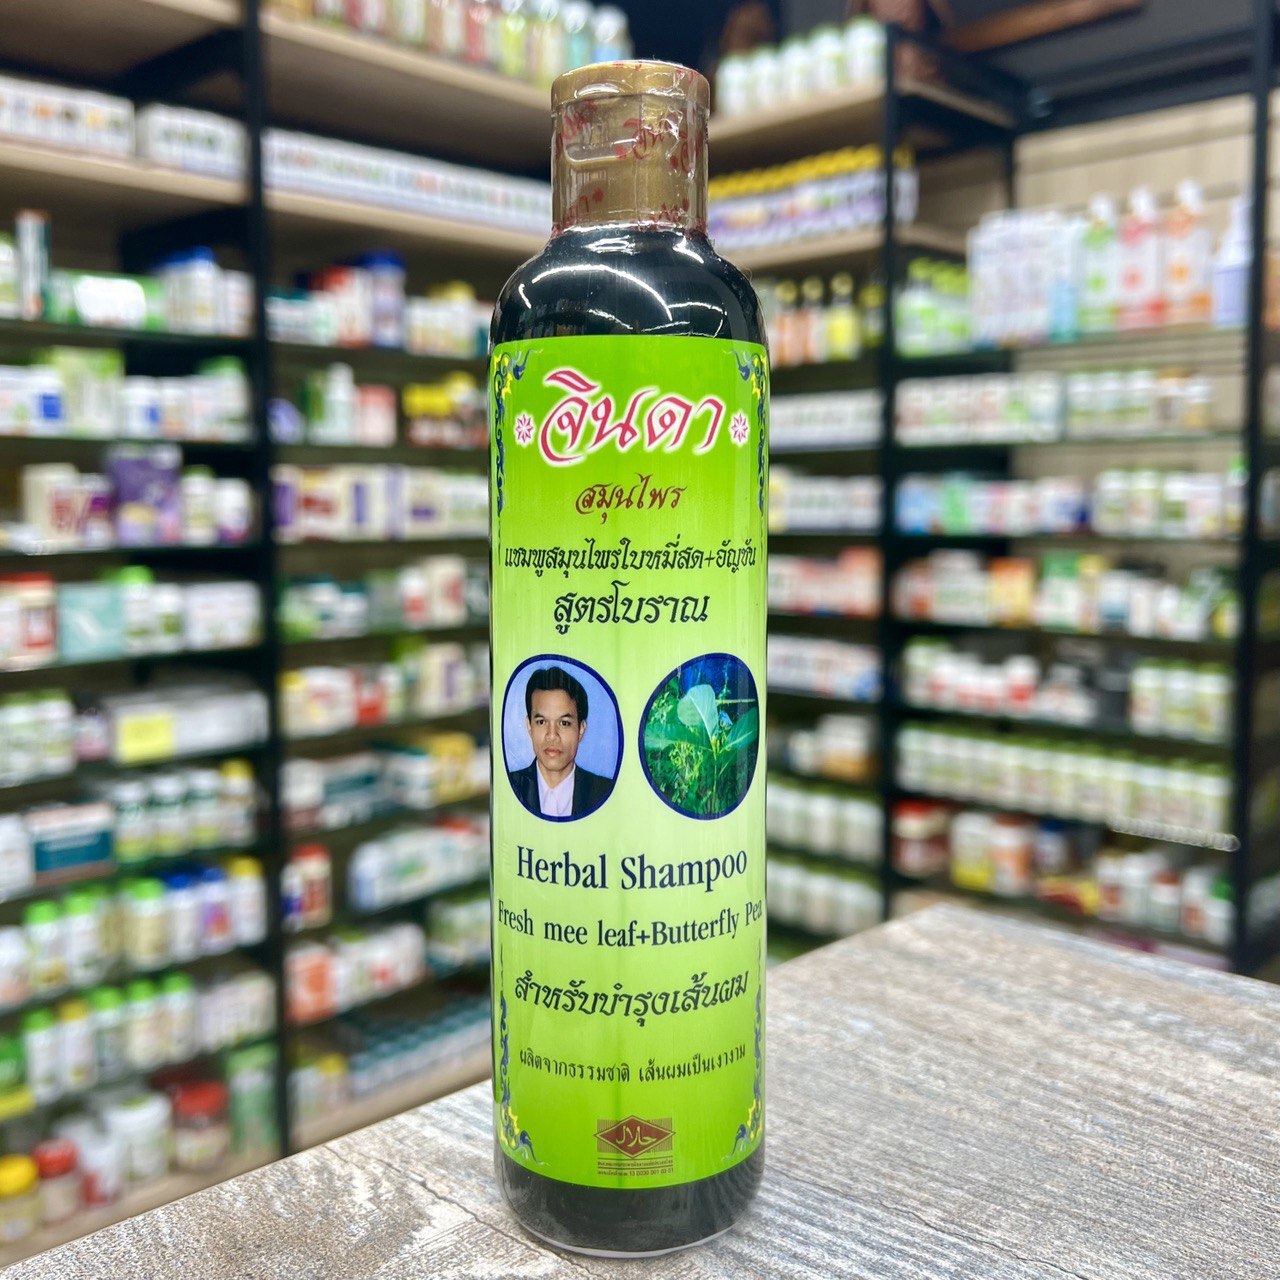 จินดา
สมุนไพร
แชมพูสมุนไพรใบหมี่สด+อัญชัน
สูตรโบราณ
Herbal Shampoo
Fresh mee leaf+Butterfly Pea
สำหรับบำรุงเส้นผม
ผลิตจากธรรมชาติ เส้นผมเป็นเงางาม
حلال